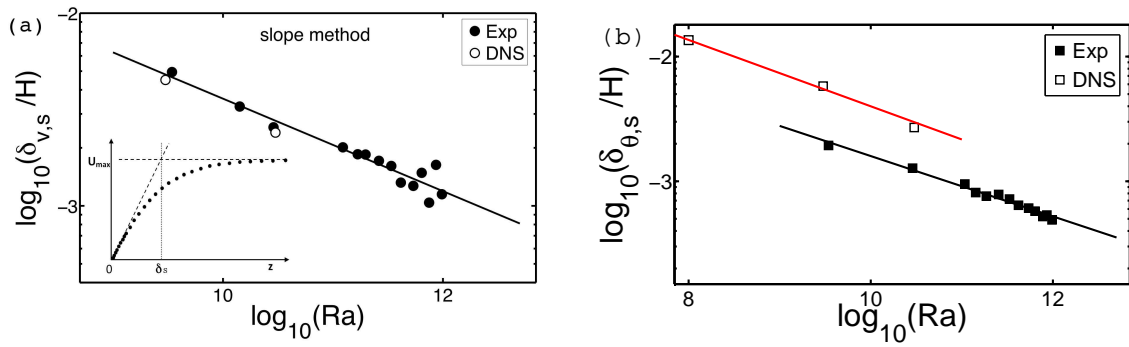 (a)
slope method
Exp
DNS
−2
−3
10
12
log10(δv,s /H)
log10(Ra)
Umax
0
δs
z
(b)
Exp
DNS
−2
−3
8
10
12
log10(δθ,s /H)
log10(Ra)